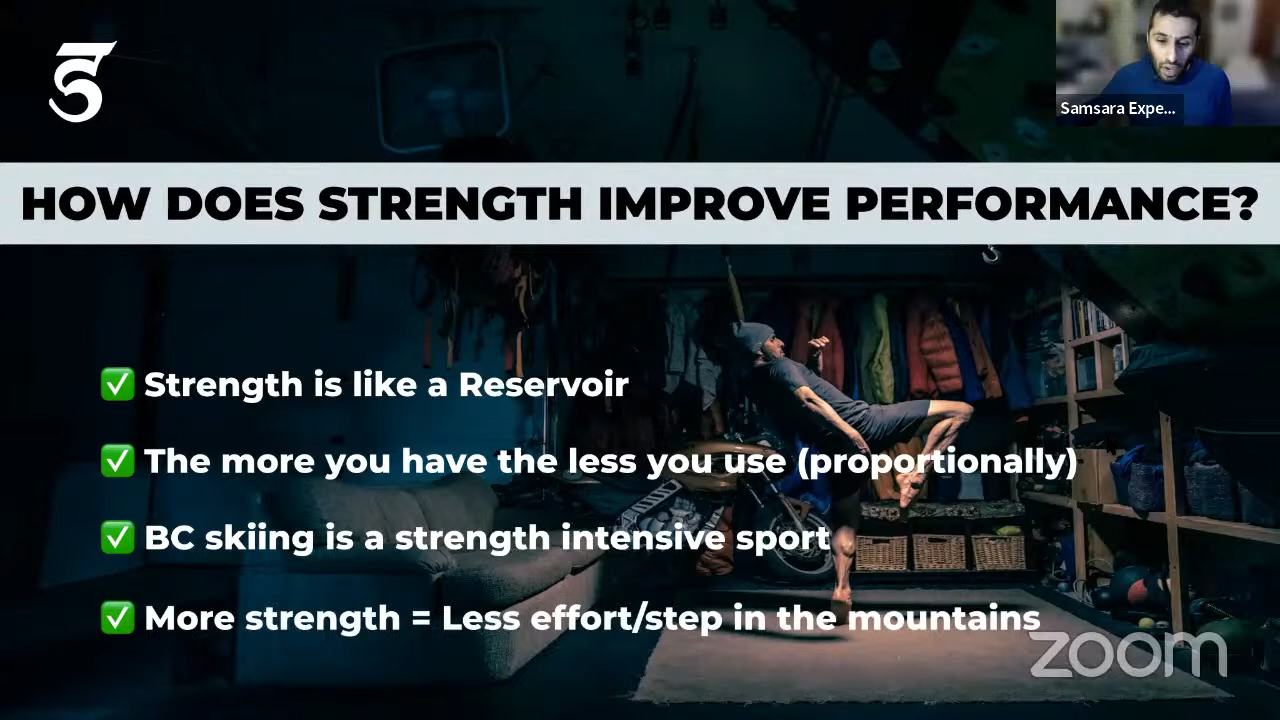 Samsara Expe...
HOW DOES STRENGTH IMPROVE PERFORMANCE?
✅ Strength is like a Reservoir
✅ The more you have the less you use (proportionally)
✅ BC skiing is a strength intensive sport
✅ More strength = Less effort/step in the mountains
zoom